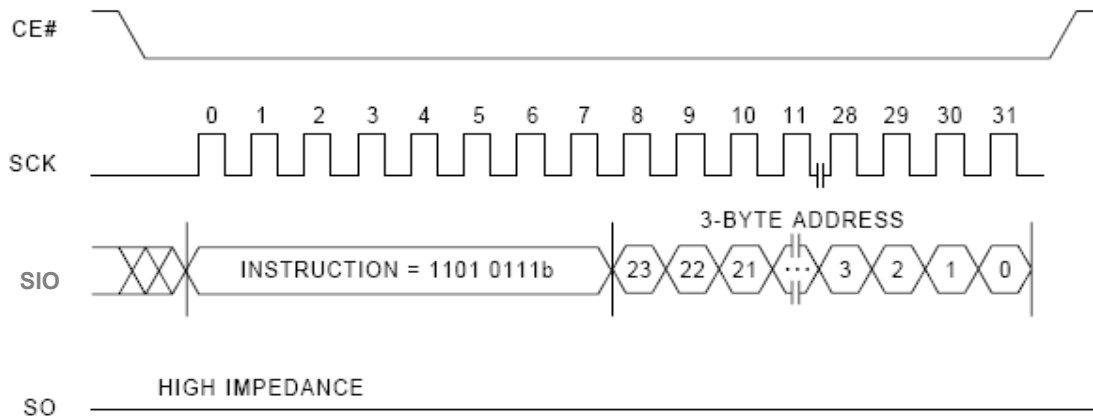 CE#
0 1 2 3 4 5 6 7 8 9 10 11 28 29 30 31
SCK
3-BYTE ADDRESS
SIO INSTRUCTION = 1101 0111b 23 22 21 ... 3 2 1 0
HIGH IMPEDANCE
SO